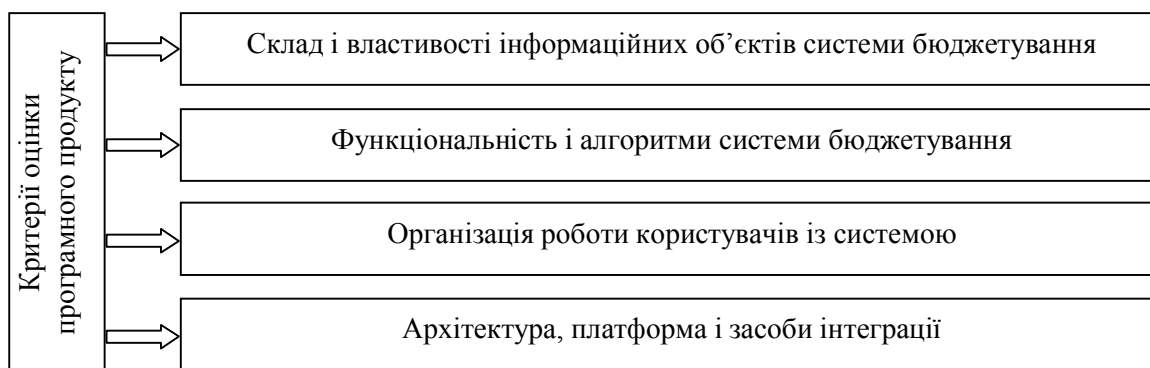 Критерії оцінки
програмного продукту
Склад і властивості інформаційних об’єктів системи бюджетування
Функціональність і алгоритми системи бюджетування
Організація роботи користувачів із системою
Архітектура, платформа і засоби інтеграції